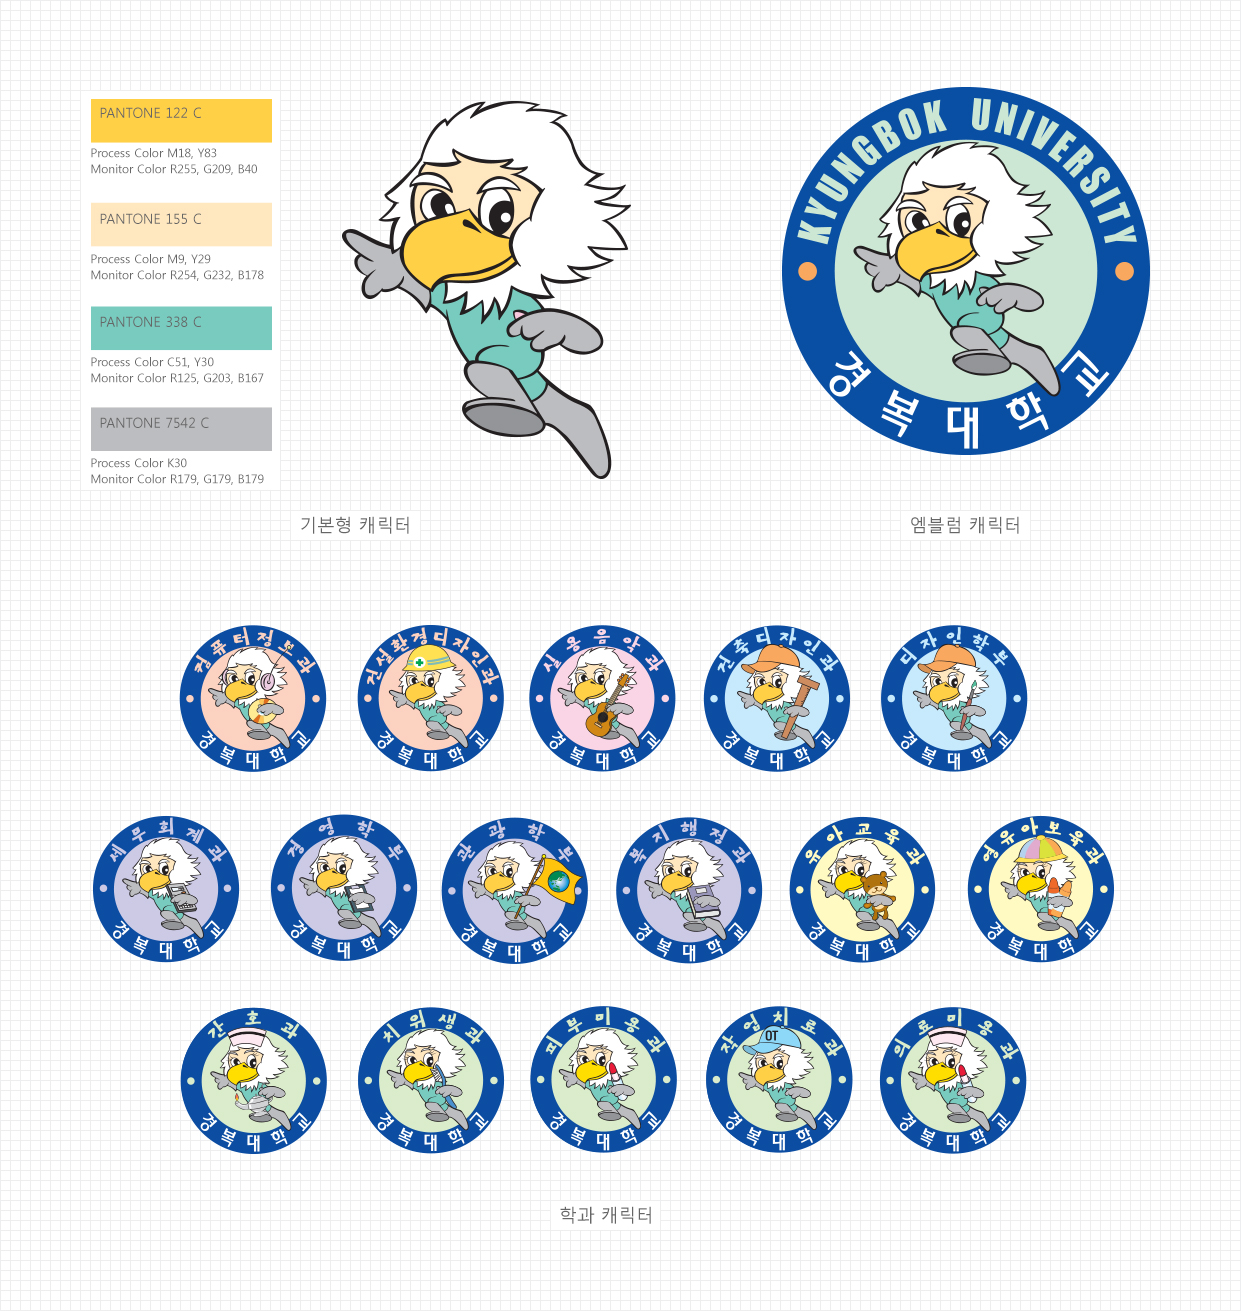 PANTONE 122 C
Process Color M18, Y83
Monitor Color R255, G209, B40
PANTONE 155 C
Process Color M9, Y29
Monitor Color R254, G232, B178
PANTONE 338 C
Process Color C51, Y30
Monitor Color R125, G203, B167
PANTONE 7542 C
Process Color K30
Monitor Color R179, G179, B179
KYUNGBOK UNIVERSITY
경복대학교
기본형 캐릭터
엠블럼 캐릭터
컴퓨터정보과
경복대학교
건설환경디자인과
경복대학교
실용음악과
경복대학교
건축디자인과
경복대학교
디자인학부
경복대학교
세무회계과
경복대학교
경영학부
경복대학교
관광학부
경복대학교
복지행정과
경복대학교
유아교육과
경복대학교
영유아보육과
경복대학교
간호과
경복대학교
치위생과
경복대학교
피부미용과
경복대학교
작업치료과
OT
경복대학교
의료미용과
경복대학교
학과 캐릭터